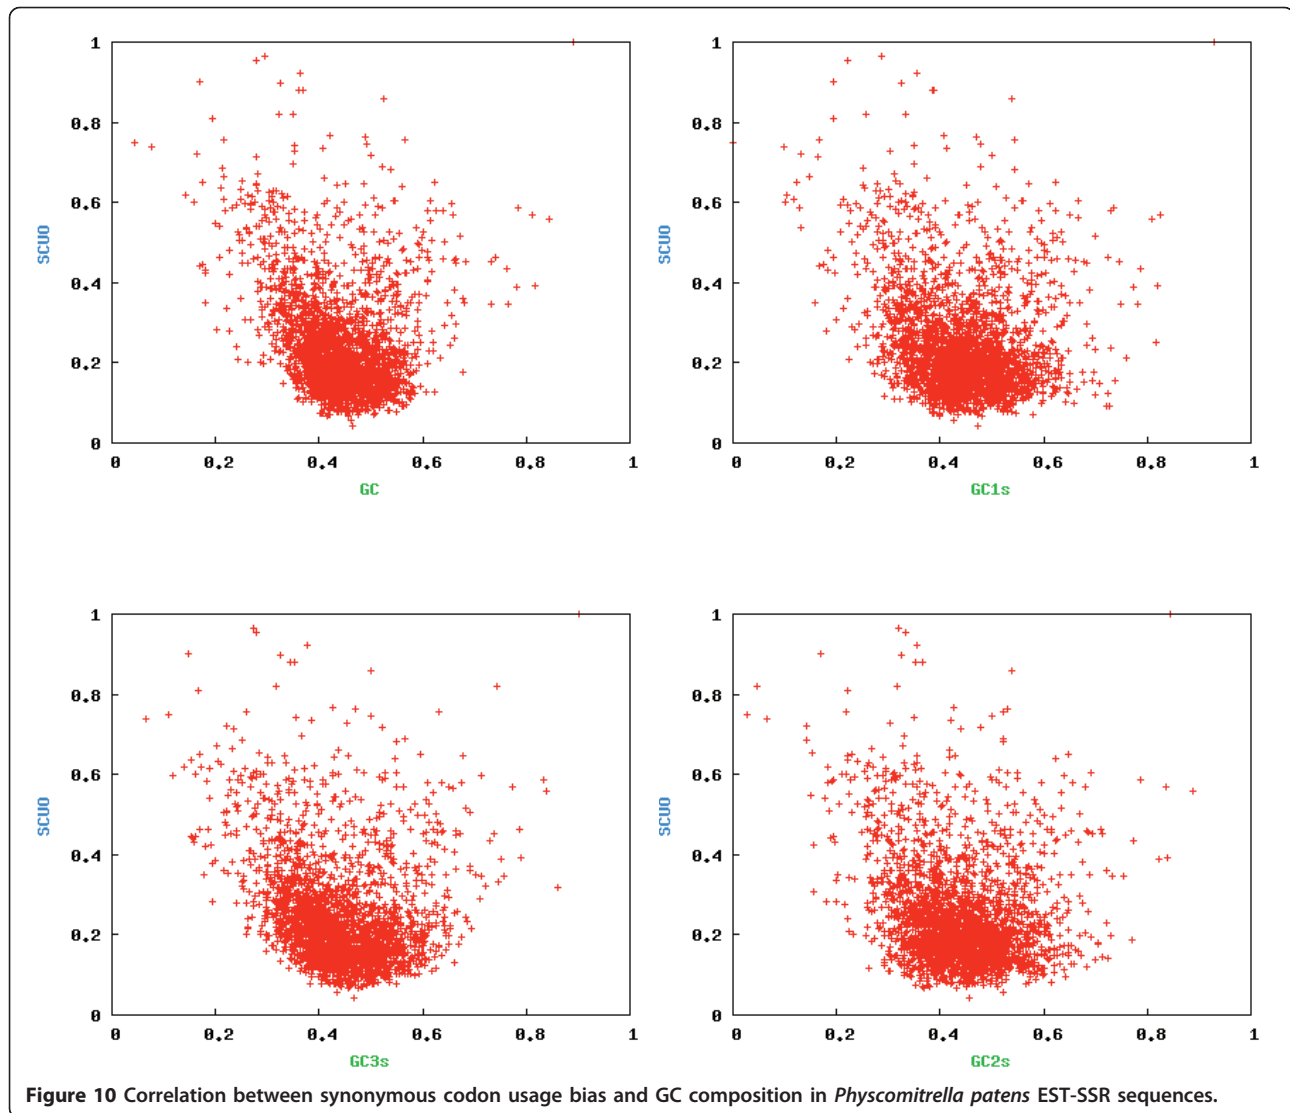 1
0.8
0.6
0.4
0.2
0
SCUO
0 0.2 0.4 0.6 0.8 1
GC
1
0.8
0.6
0.4
0.2
0
SCUO
0 0.2 0.4 0.6 0.8 1
GC1s
1
0.8
0.6
0.4
0.2
0
SCUO
0 0.2 0.4 0.6 0.8 1
GC3s
1
0.8
0.6
0.4
0.2
0
SCUO
0 0.2 0.4 0.6 0.8 1
GC2s
Figure 10 Correlation between synonymous codon usage bias and GC composition in Physcomitrella patens EST-SSR sequences.